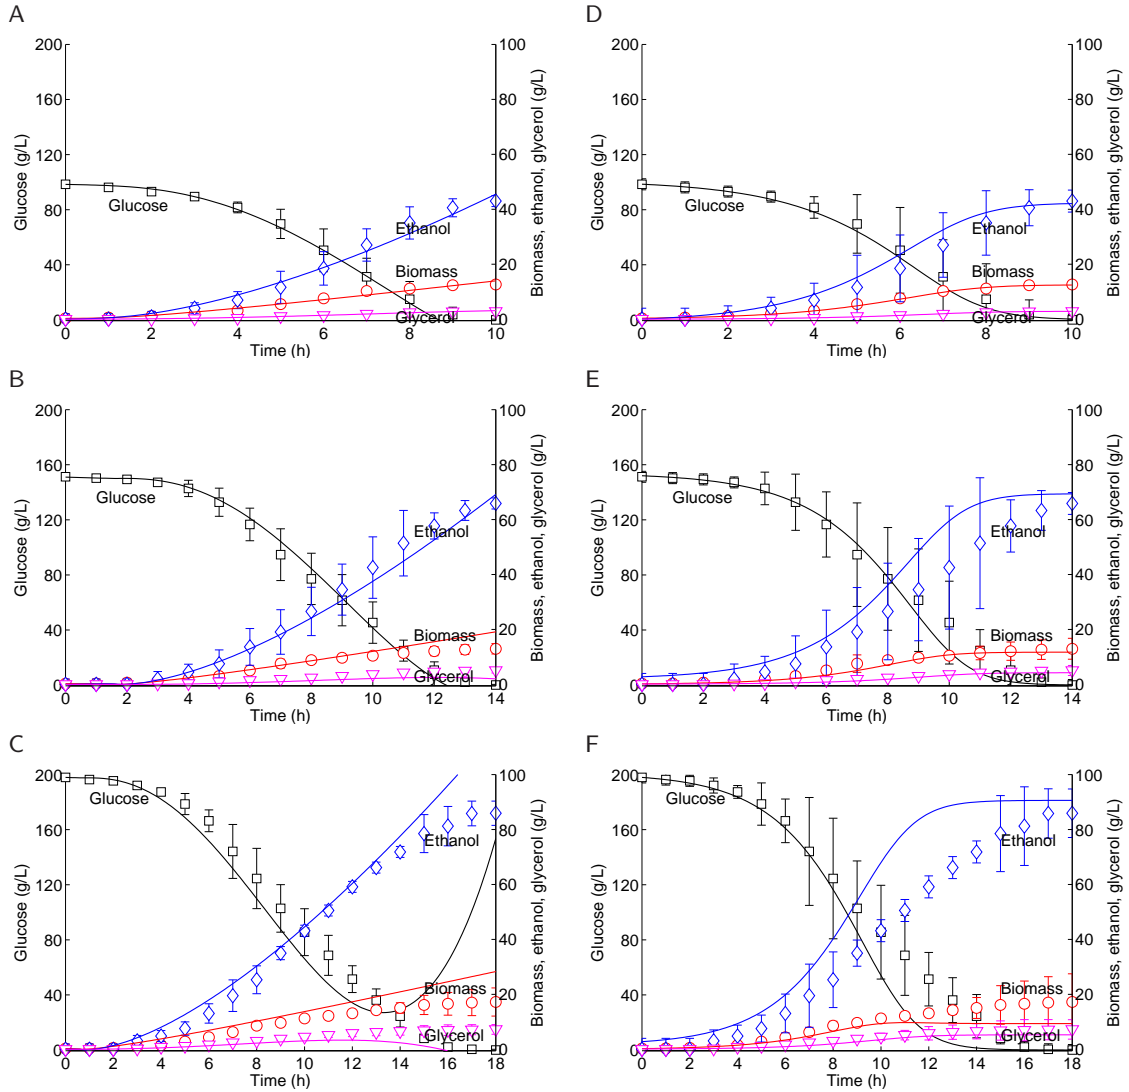 A
200
160
120
80
40
0
Glucose (g/L)
100
80
60
40
20
0
Biomass, ethanol, glycerol (g/L)
Glucose
Ethanol
Biomass
Glycerol
0 2 4 6 8 10
Time (h)
D
200
160
120
80
40
0
Glucose (g/L)
100
80
60
40
20
0
Biomass, ethanol, glycerol (g/L)
Glucose
Ethanol
Biomass
Glycerol
0 2 4 6 8 10
Time (h)
B
200
160
120
80
40
0
Glucose (g/L)
100
80
60
40
20
0
Biomass, ethanol, glycerol (g/L)
Glucose
Ethanol
Biomass
Glycerol
0 2 4 6 8 10 12 14
Time (h)
E
200
160
120
80
40
0
Glucose (g/L)
100
80
60
40
20
0
Biomass, ethanol, glycerol (g/L)
Glucose
Ethanol
Biomass
Glycerol
0 2 4 6 8 10 12 14
Time (h)
C
200
160
120
80
40
0
Glucose (g/L)
100
80
60
40
20
0
Biomass, ethanol, glycerol (g/L)
Glucose
Ethanol
Biomass
Glycerol
0 2 4 6 8 10 12 14 16 18
Time (h)
F
200
160
120
80
40
0
Glucose (g/L)
100
80
60
40
20
0
Biomass, ethanol, glycerol (g/L)
Glucose
Ethanol
Biomass
Glycerol
0 2 4 6 8 10 12 14 16 18
Time (h)